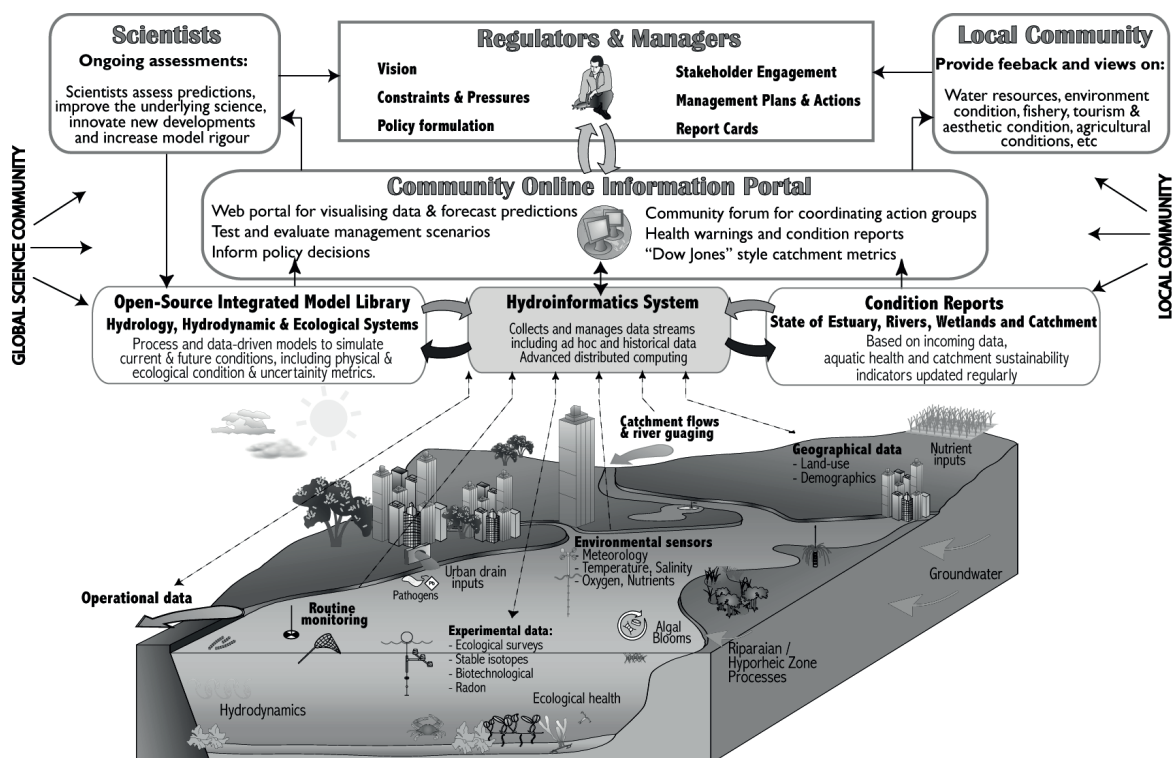 Scientists
Ongoing assessments:
Scientists assess predictions,
improve the underlying science,
innovate new developments
and increase model rigour
Regulators & Managers
Vision
Constraints & Pressures
Policy formulation
Stakeholder Engagement
Management Plans & Actions
Report Cards
Local Community
Provide feeback and views on:
Water resources, environment
condition, fishery, tourism &
aesthetic condition, agricultural
conditions, etc
GLOBAL SCIENCE COMMUNITY
LOCAL COMMUNITY
Community Online Information Portal
Web portal for visualising data & forecast predictions
Test and evaluate management scenarios
Inform policy decisions
Community forum for coordinating action groups
Health warnings and condition reports
“Dow Jones” style catchment metrics
Open-Source Integrated Model Library
Hydrology, Hydrodynamic & Ecological Systems
Process and data-driven models to simulate
current & future conditions, including physical &
ecological condition & uncertainity metrics.
Hydroinformatics System
Collects and manages data streams
including ad hoc and historical data
Advanced distributed computing
Condition Reports
State of Estuary, Rivers, Wetlands and Catchment
Based on incoming data,
aquatic health and catchment sustainability
indicators updated regularly
Catchment flows
& river guaging
Geographical data
- Land-use
- Demographics
Nutrient
inputs
Environmental sensors
- Meteorology
- Temperature, Salinity
- Oxygen, Nutrients
Urban drain
inputs
Pathogens
Groundwater
Operational data
Routine
monitoring
Experimental data:
- Ecological surveys
- Stable isotopes
- Biotechnological
- Radon
Algal
Blooms
Riparaian /
Hyporheic Zone
Processes
Ecological health
Hydrodynamics